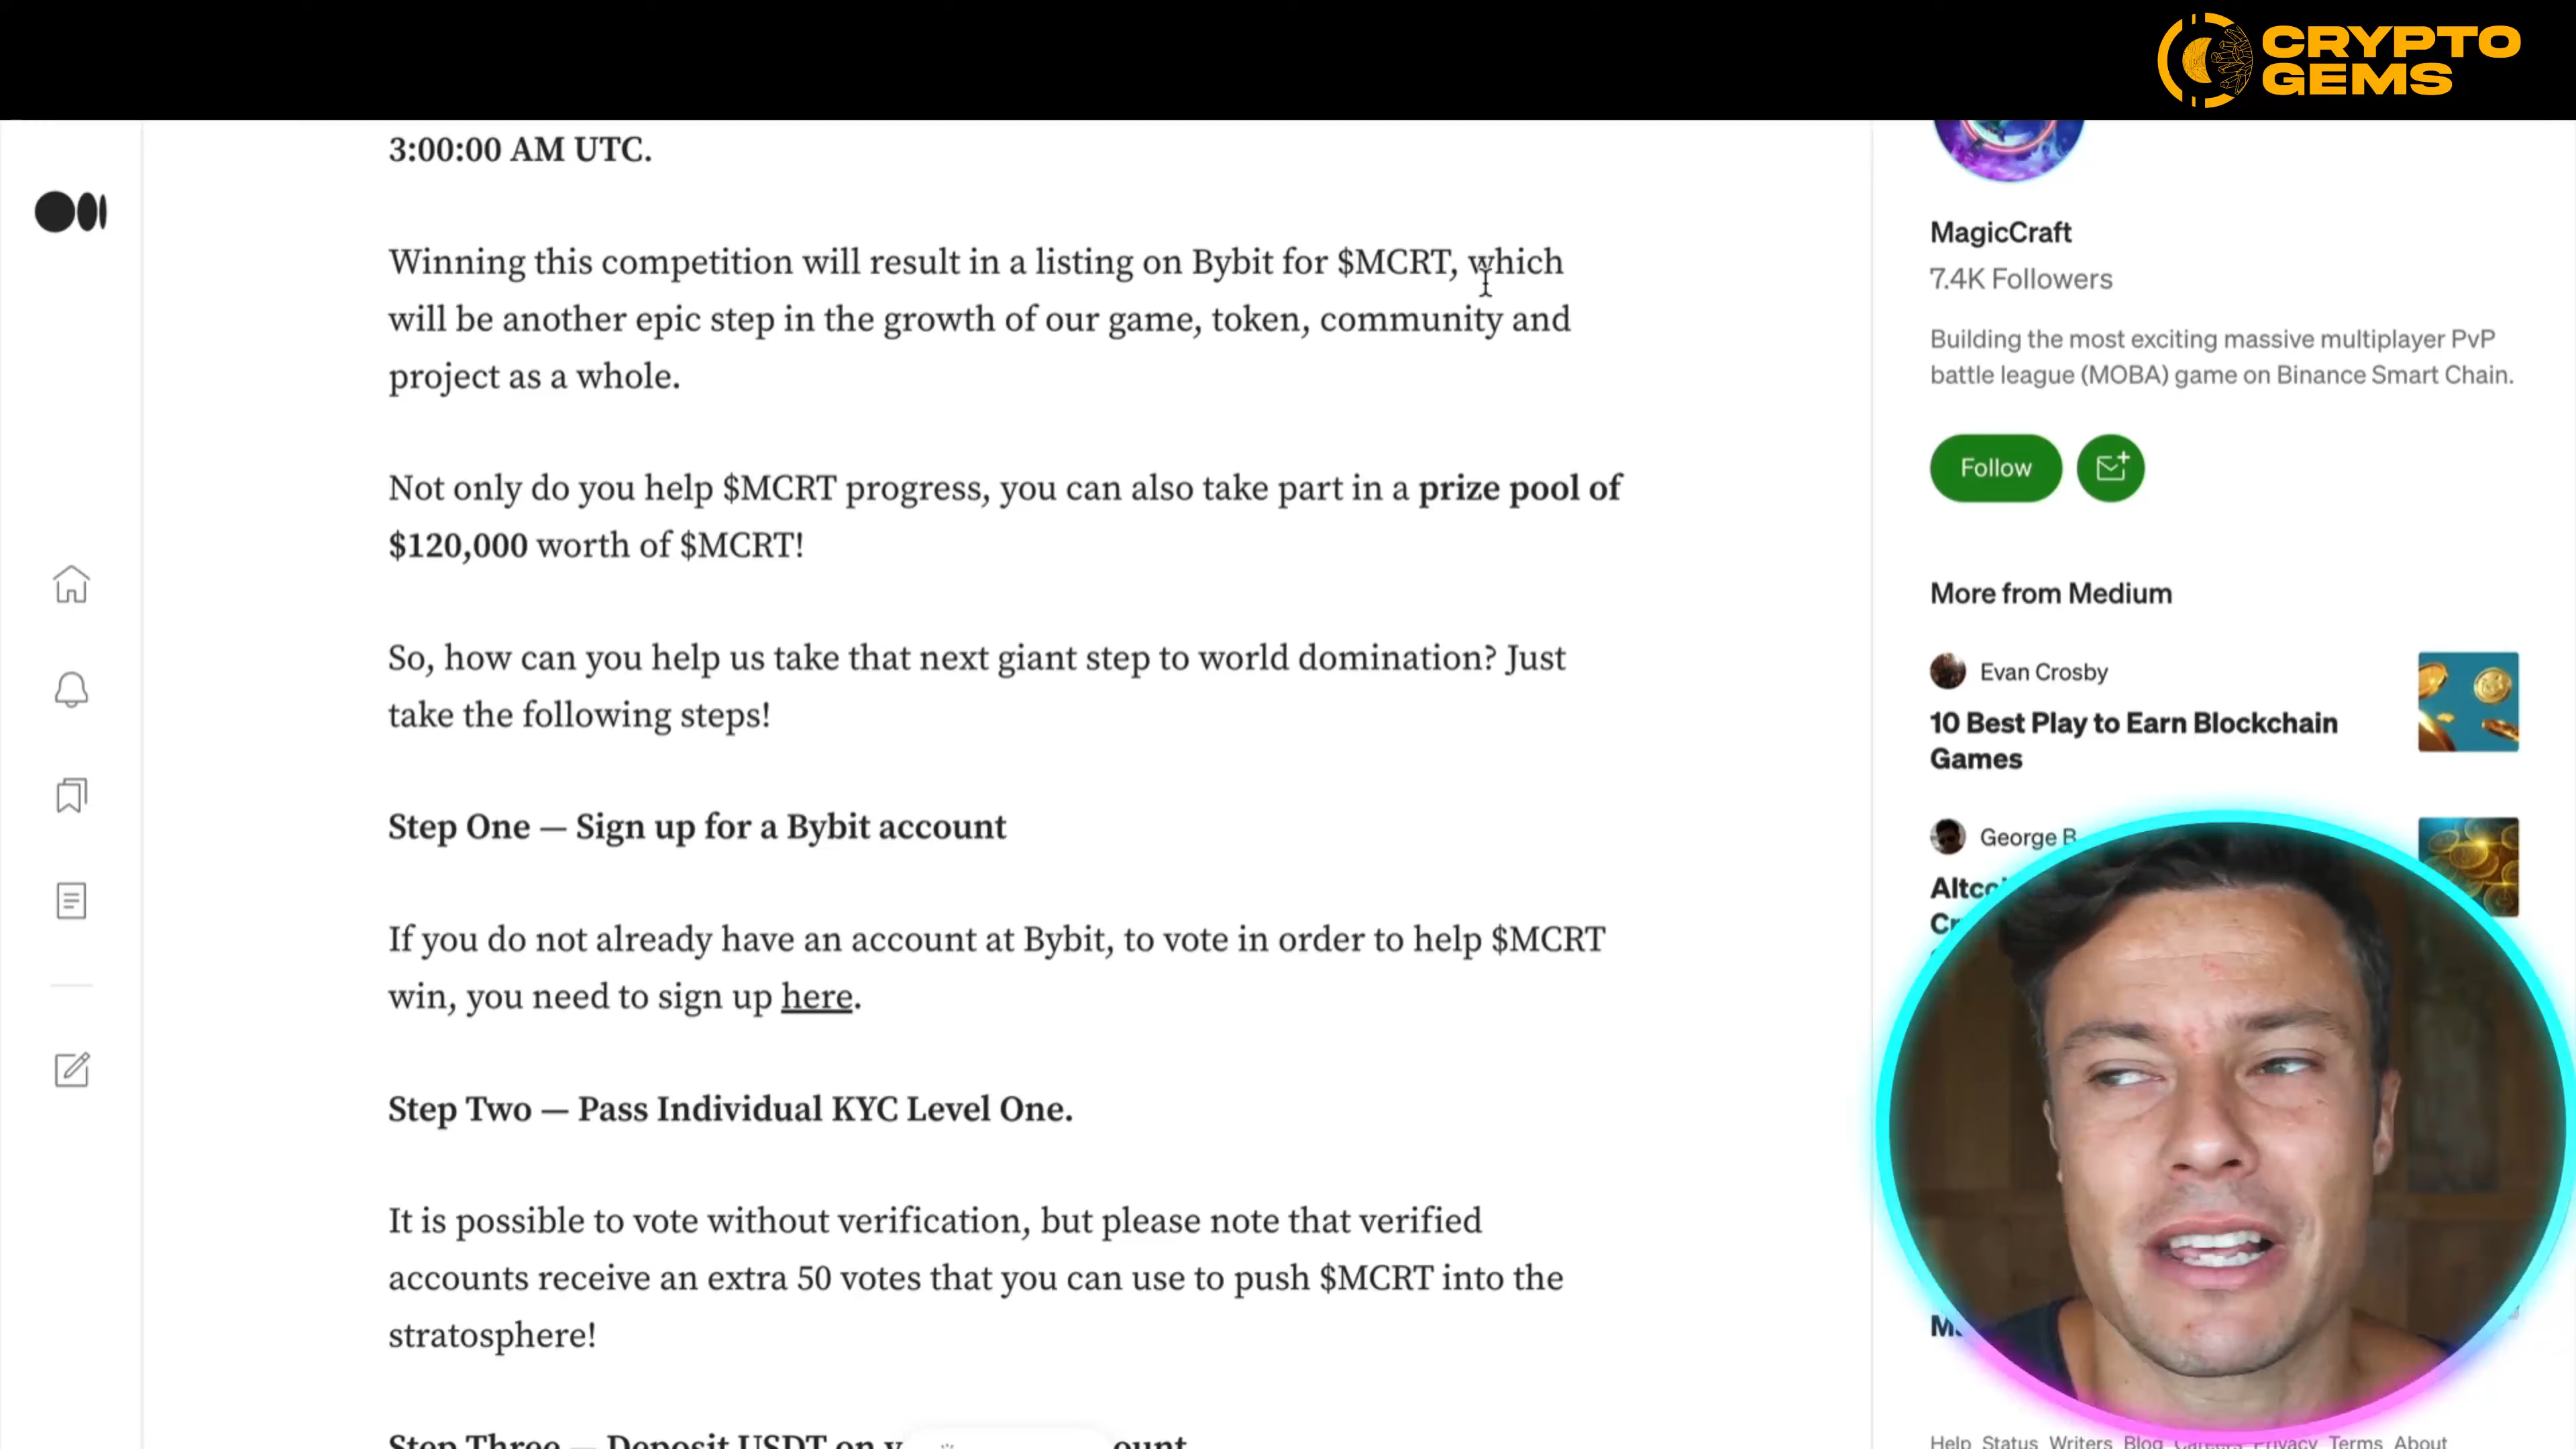 CRYPTO
GEMS
3:00:00 AM UTC.
Winning this competition will result in a listing on Bybit for $MCRT, which
will be another epic step in the growth of our game, token, community and
project as a whole.
Not only do you help $MCRT progress, you can also take part in a prize pool of
$120,000 worth of $MCRT!
So, how can you help us take that next giant step to world domination? Just
take the following steps!
Step One — Sign up for a Bybit account
If you do not already have an account at Bybit, to vote in order to help $MCRT
win, you need to sign up here.
Step Two — Pass Individual KYC Level One.
It is possible to vote without verification, but please note that verified
accounts receive an extra 50 votes that you can use to push $MCRT into the
stratosphere!
Step Three — Deposit USDT on
MagicCraft
7.4K Followers
Building the most exciting massive multiplayer PvP
battle league (MOBA) game on Binance Smart Chain.
Follow
More from Medium
Evan Crosby
10 Best Play to Earn Blockchain
Games
George B
Help Status Writers Blog Careers Privacy Terms About